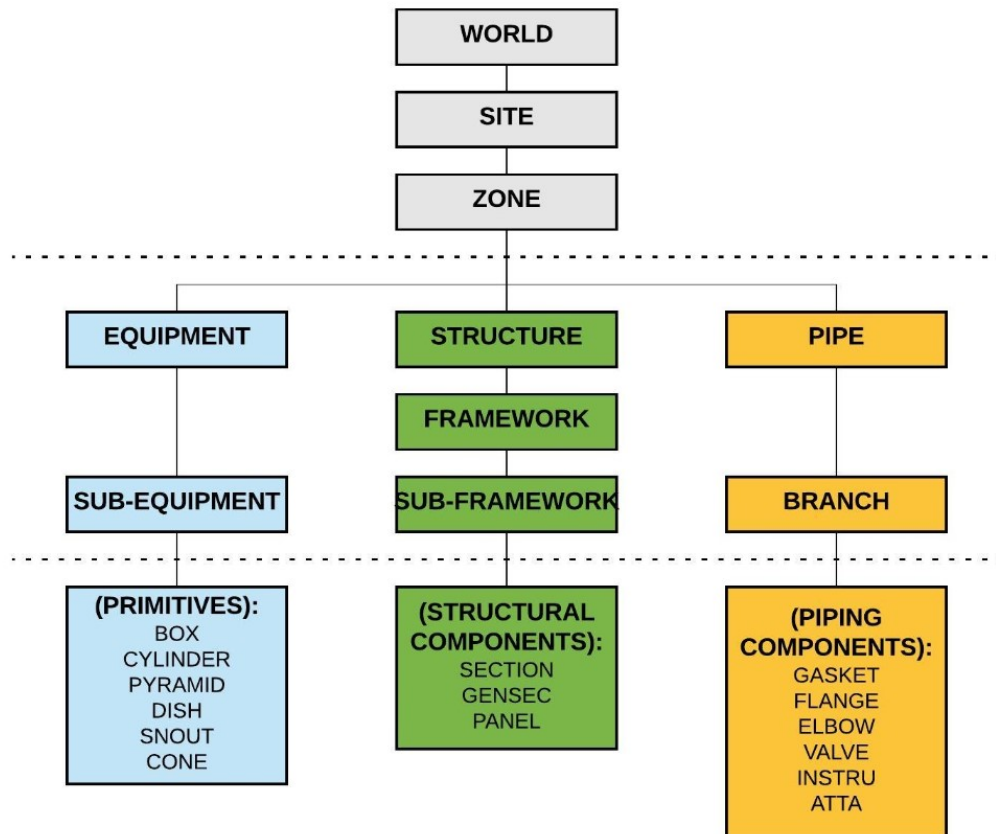 WORLD
SITE
ZONE
EQUIPMENT
STRUCTURE
PIPE
FRAMEWORK
SUB-EQUIPMENT
SUB-FRAMEWORK
BRANCH
(PRIMITIVES):
BOX
CYLINDER
PYRAMID
DISH
SNOUT
CONE
(STRUCTURAL
COMPONENTS):
SECTION
GENSEC
PANEL
(PIPING
COMPONENTS):
GASKET
FLANGE
ELBOW
VALVE
INSTRU
ATTA